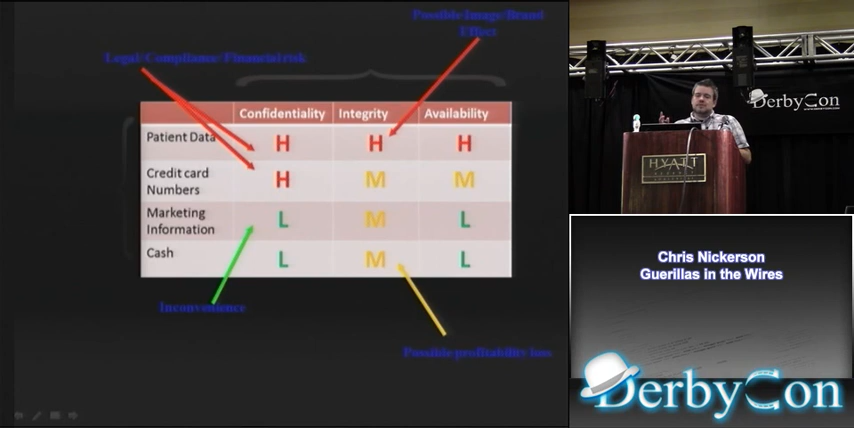 Possible Image/Brand
Effect
Legal/Compliance/Financial risk
Confidentiality Integrity Availability
Patient Data H H H
Credit card
Numbers H M M
Marketing
Information L M L
Cash L M L
Inconvenience
Possible profitability loss
DerbyCon
HYATT
REGENCY
Chris Nickerson
Guerillas in the Wires
DerbyCon